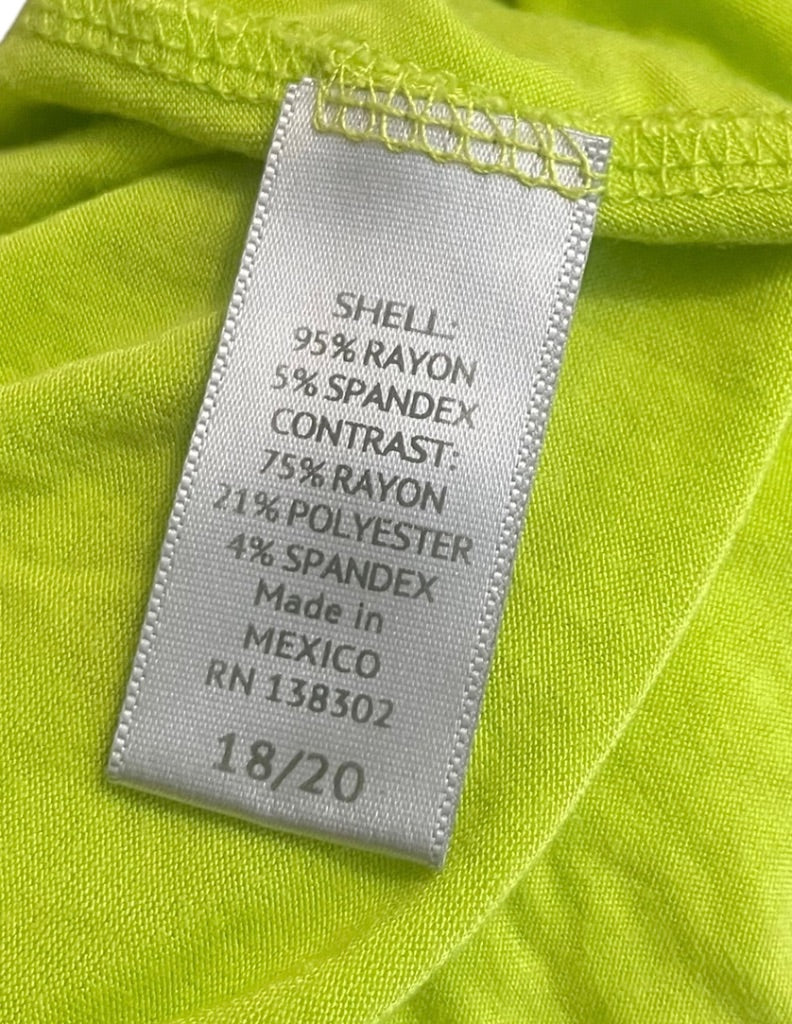 SHELL:
95% RAYON
5% SPANDEX
CONTRAST:
75% RAYON
21% POLYESTER
4% SPANDEX
Made in
MEXICO
RN 138302
18/20